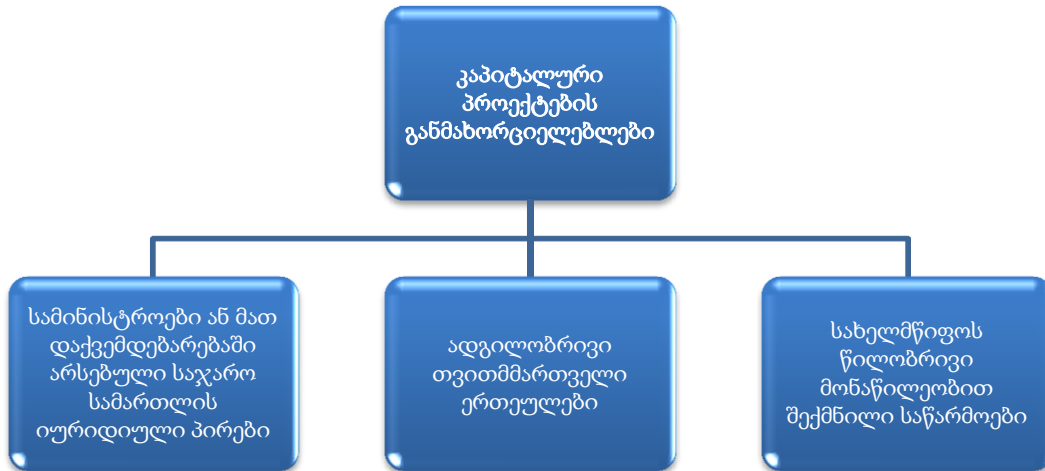 კაპიტალური
პროექტების
განმახორციელებლები
სამინისტროები ან მათ
დაქვემდებარებაში
არსებული საჯარო
სამართლის
იურიდიული პირები
ადგილობრივი
თვითმმართველი
ერთეულები
სახელმწიფოს
წილობრივი
მონაწილეობით
შექმნილი საწარმოები